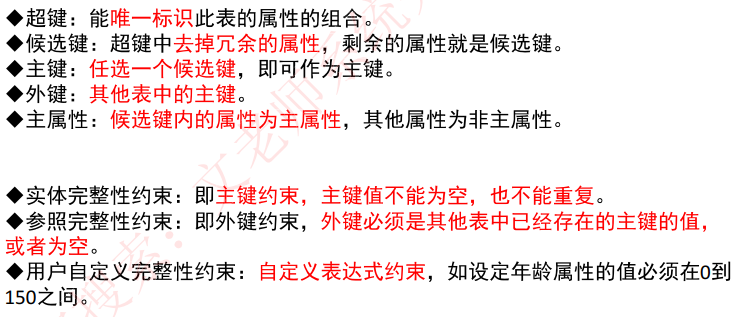 ◆超键：能唯一标识此表的属性的组合。
◆候选键：超键中去掉冗余的属性，剩余的属性就是候选键。
◆主键：任选一个候选键，即可作为主键。
◆外键：其他表中的主键。
◆主属性：候选键内的属性为主属性，其他属性为非主属性。
◆实体完整性约束：即主键约束，主键值不能为空，也不能重复。
◆参照完整性约束：即外键约束，外键必须是其他表中已经存在的主键的值，
或者为空。
◆用户自定义完整性约束：自定义表达式约束，如设定年龄属性的值必须在0到
150之间。
搜索：文老师系统